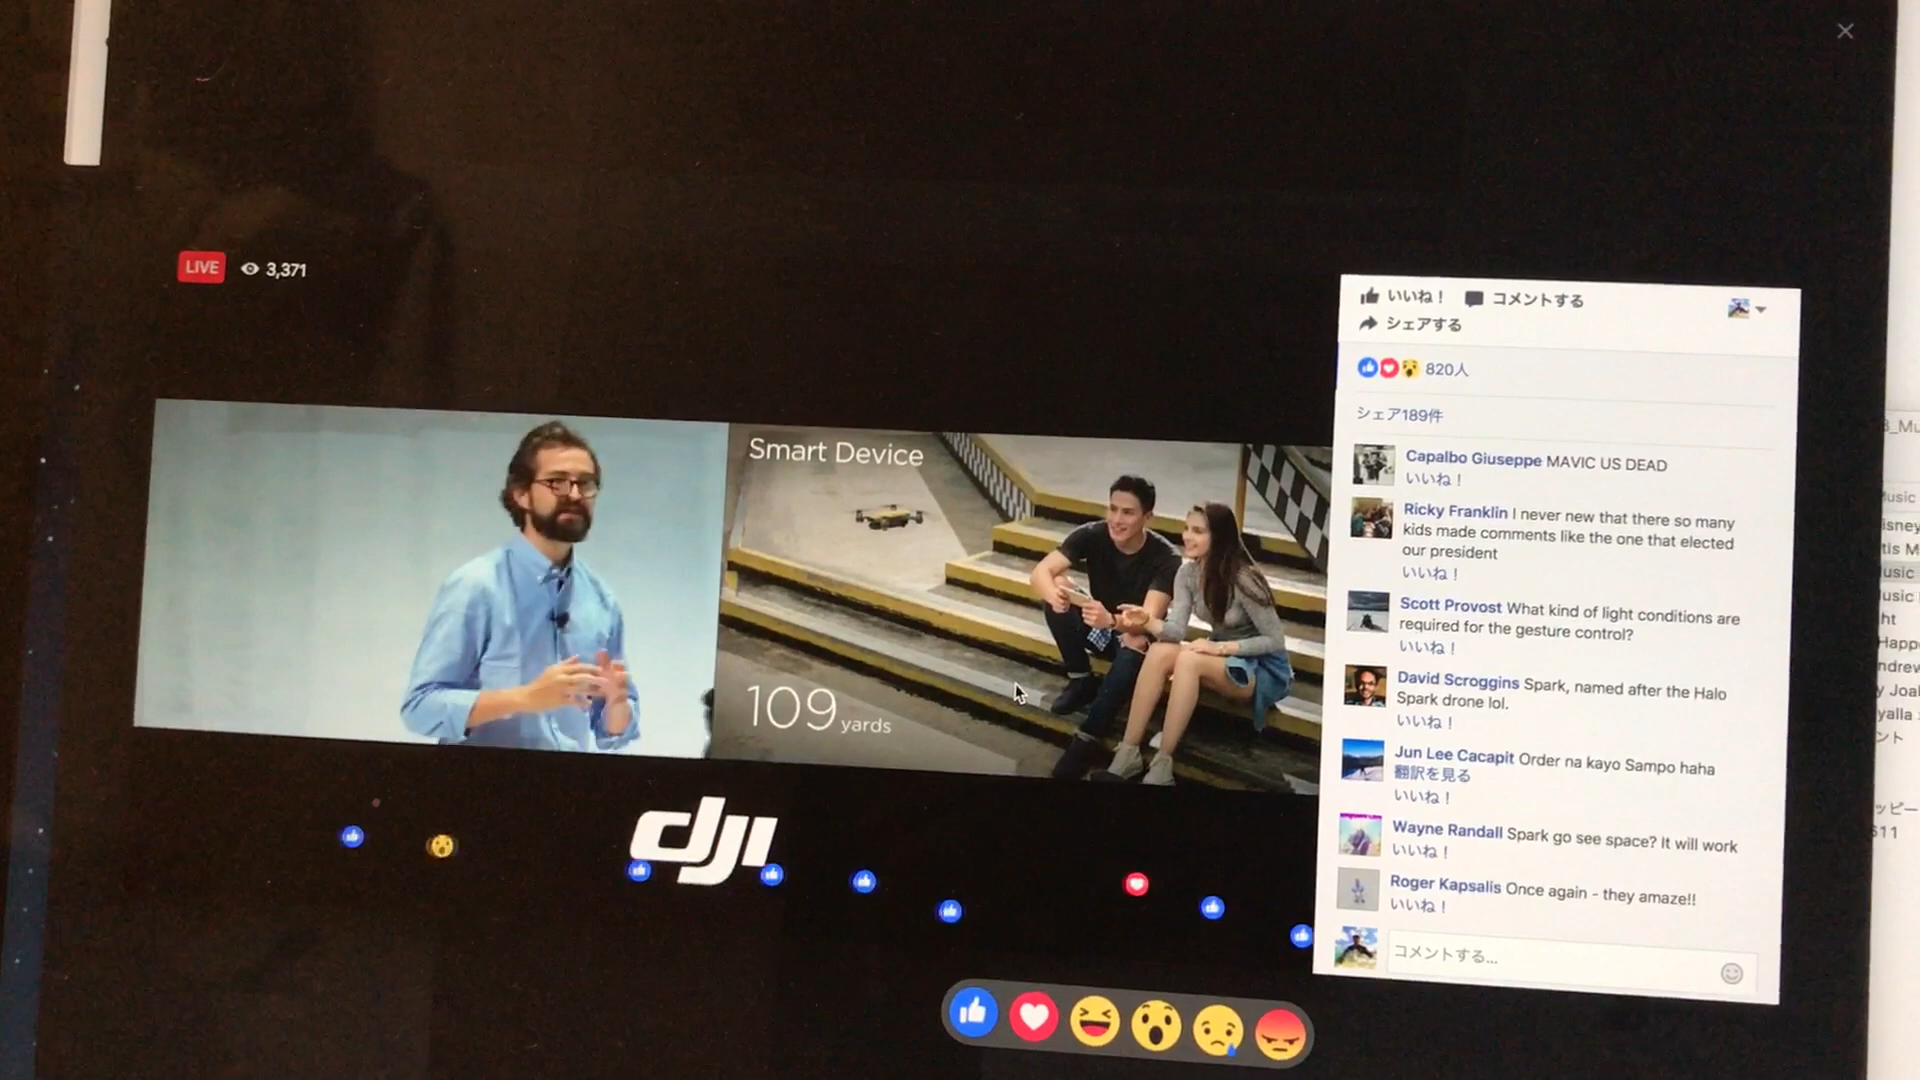 LIVE 3,371
Smart Device
109 yards
dji
いいね！ コメントする
シェアする
820人
シェア189件
Capalbo Giuseppe MAVIC US DEAD
いいね！
Ricky Franklin I never new that there so many
kids made comments like the one that elected
our president
いいね！
Scott Provost What kind of light conditions are
required for the gesture control?
いいね！
David Scroggins Spark, named after the Halo
Spark drone lol.
いいね！
Jun Lee Cacapit Order na kayo Sampo haha
翻訳を見る
いいね！
Wayne Randall Spark go see space? It will work
いいね！
Roger Kapsalis Once again - they amaze!!
いいね！
コメントする...